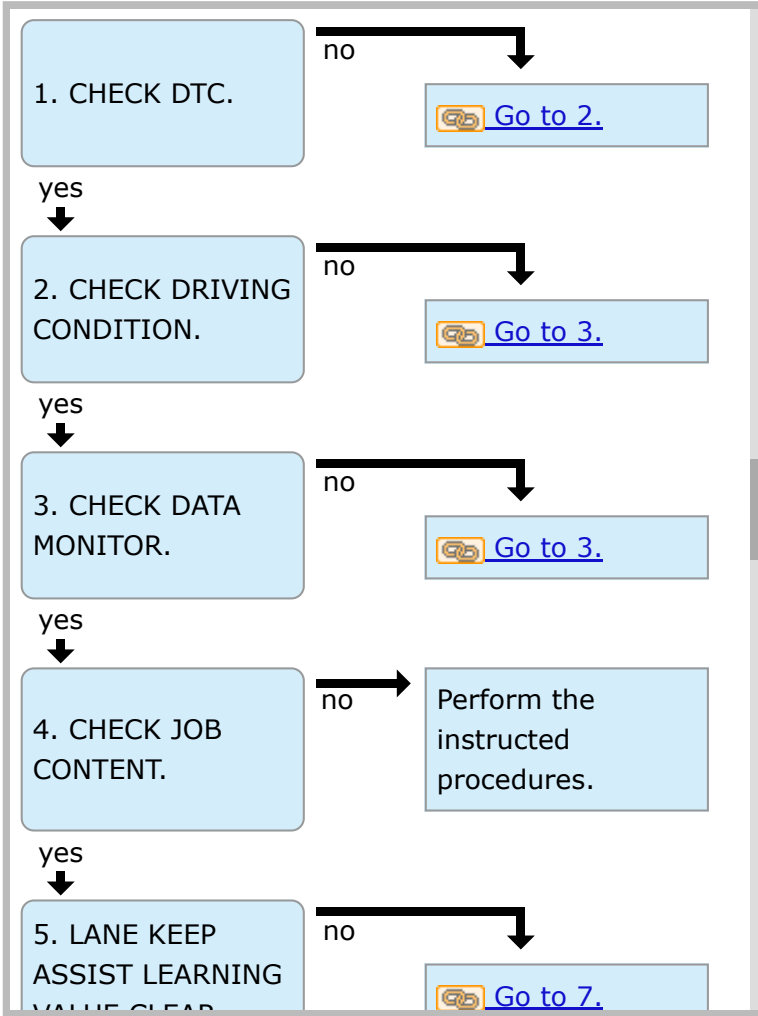 1. CHECK DTC.
no
Go to 2.
yes
2. CHECK DRIVING
CONDITION.
no
Go to 3.
yes
3. CHECK DATA
MONITOR.
no
Go to 3.
yes
4. CHECK JOB
CONTENT.
no
Perform the
instructed
procedures.
yes
5. LANE KEEP
ASSIST LEARNING
VALUE CLEAR
no
Go to 7.